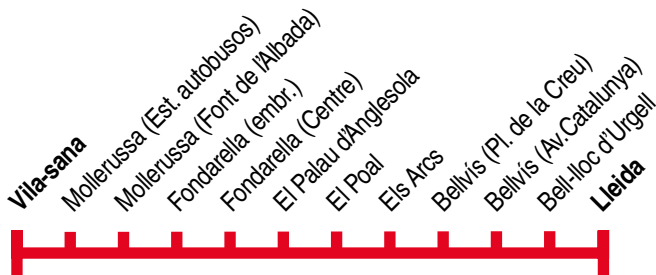 Vila-sana
Mollerussa (Est. autobusos)
Mollerussa (Font de l'Albada)
Fondarella (embr.)
Fondarella (Centre)
El Palau d'Anglesola
El Poal
Els Arcs
Bellvís (Pl. de la Creu)
Bellvís (Av.Catalunya)
Bell-lloc d'Urgell
Lleida